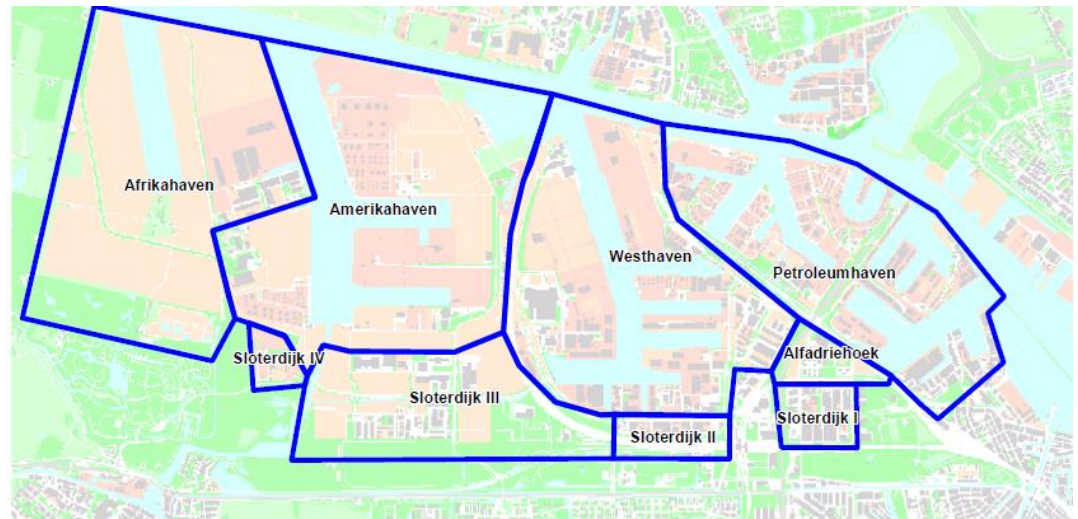 Afrikahaven
Amerikahaven
Westhaven
Petroleumhaven
Sloterdijk IV
Alfadriehoek
Sloterdijk III
Sloterdijk I
Sloterdijk II